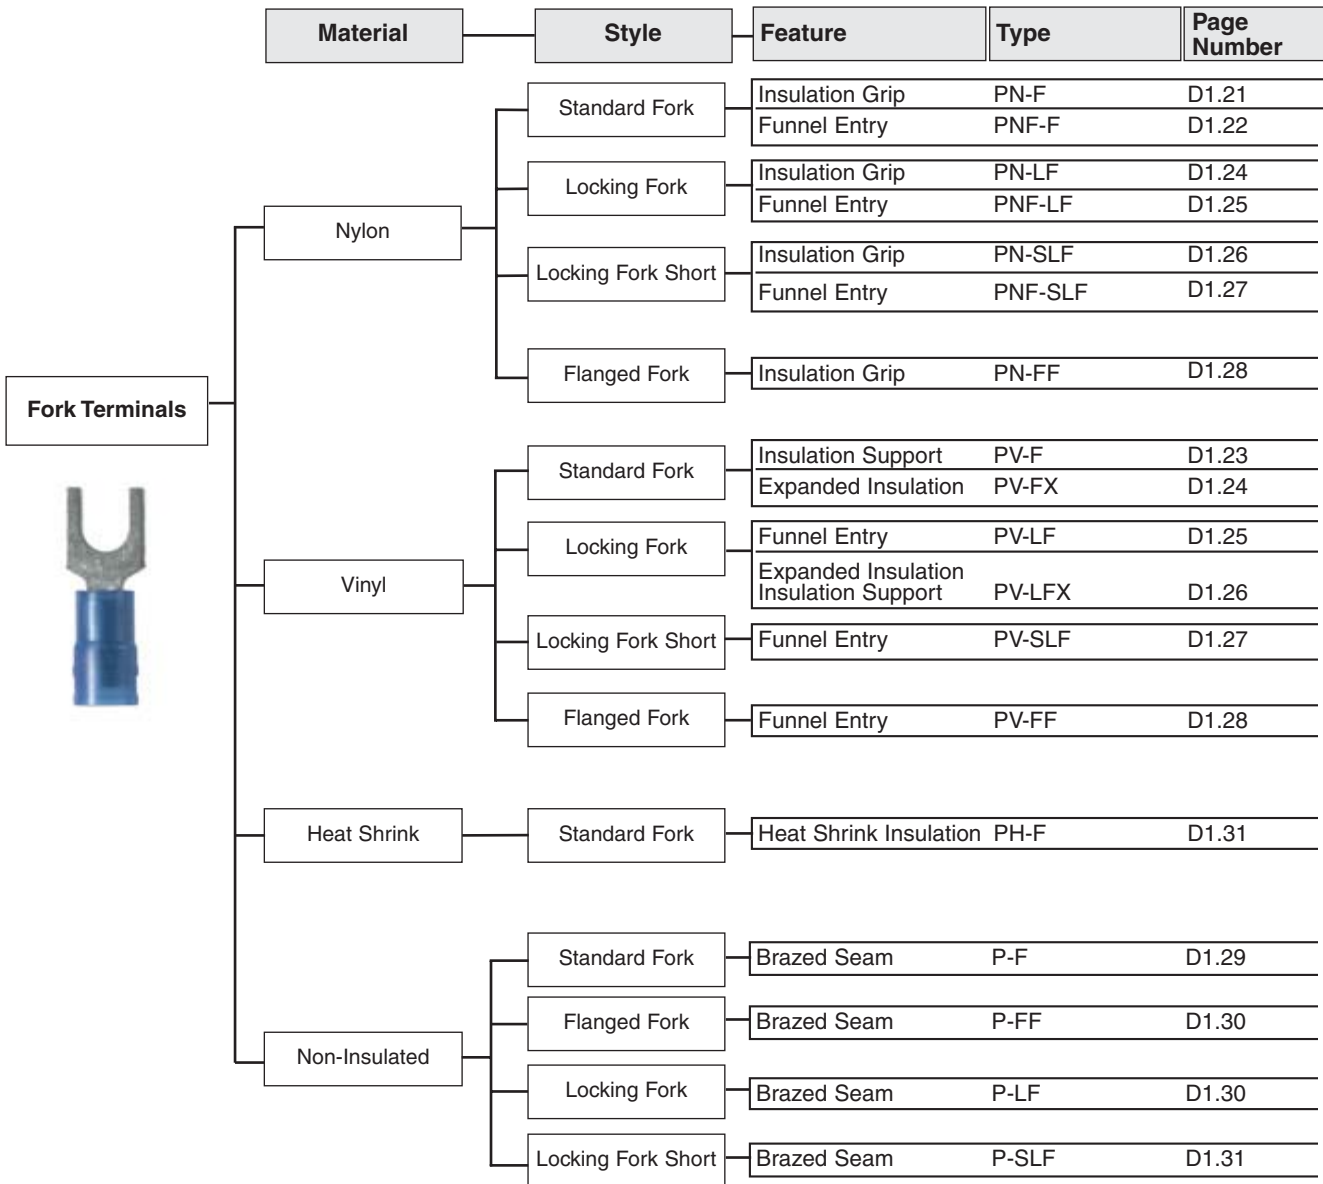 Material Style Feature Type Page Number
Standard Fork
Insulation Grip PN-F D1.21
Funnel Entry PNF-F D1.22
Locking Fork
Insulation Grip PN-LF D1.24
Funnel Entry PNF-LF D1.25
Nylon
Locking Fork Short
Insulation Grip PN-SLF D1.26
Funnel Entry PNF-SLF D1.27
Flanged Fork
Insulation Grip PN-FF D1.28
Fork Terminals
Standard Fork
Insulation Support PV-F D1.23
Expanded Insulation PV-FX D1.24
Locking Fork
Funnel Entry PV-LF D1.25
Expanded Insulation
Insulation Support PV-LFX D1.26
Vinyl
Locking Fork Short
Funnel Entry PV-SLF D1.27
Flanged Fork
Funnel Entry PV-FF D1.28
Heat Shrink
Standard Fork
Heat Shrink Insulation PH-F D1.31
Standard Fork
Brazed Seam P-F D1.29
Flanged Fork
Brazed Seam P-FF D1.30
Non-Insulated
Locking Fork
Brazed Seam P-LF D1.30
Locking Fork Short
Brazed Seam P-SLF D1.31